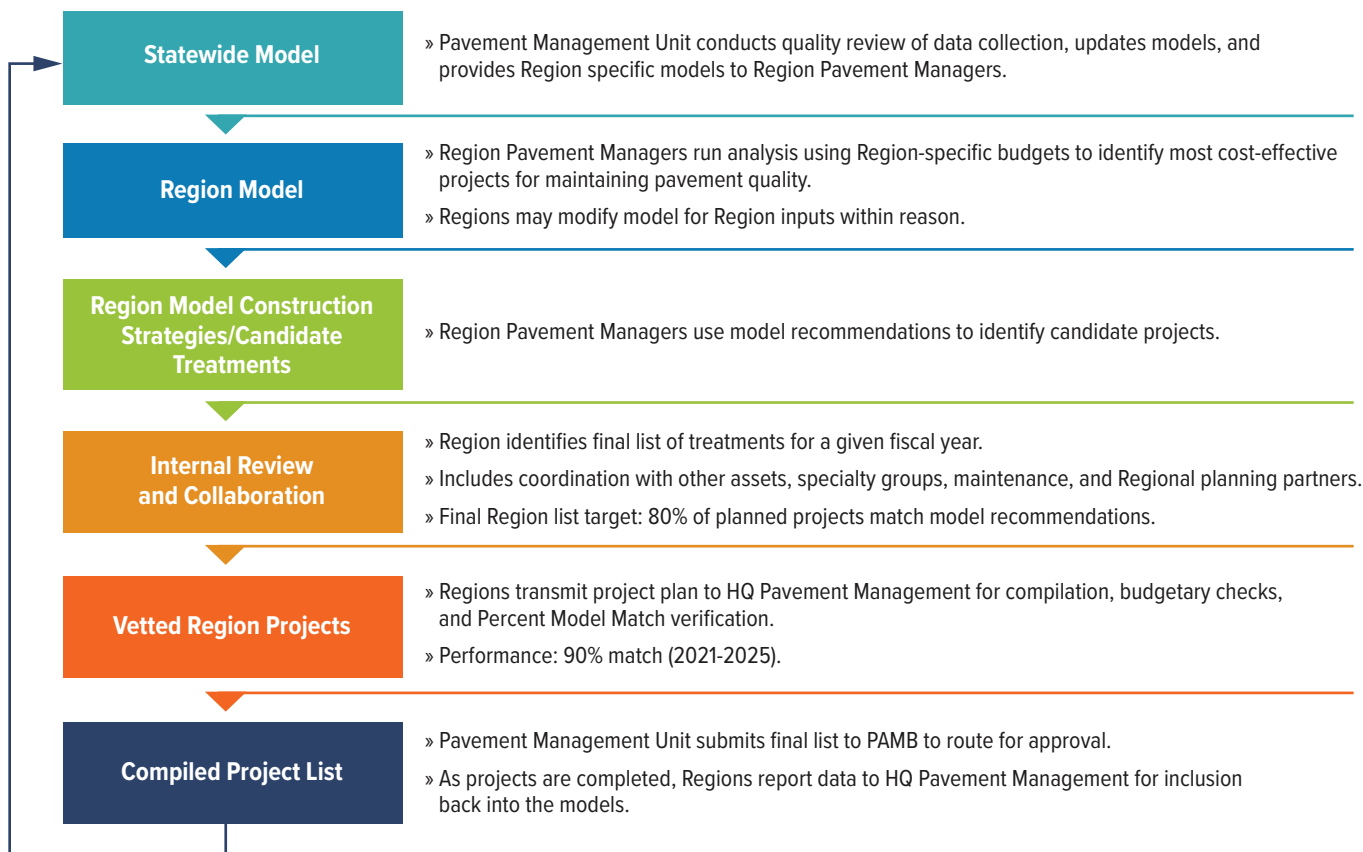 Statewide Model
» Pavement Management Unit conducts quality review of data collection, updates models, and
provides Region specific models to Region Pavement Managers.
Region Model
» Region Pavement Managers run analysis using Region-specific budgets to identify most cost-effective
projects for maintaining pavement quality.
» Regions may modify model for Region inputs within reason.
Region Model Construction
Strategies/Candidate
Treatments
» Region Pavement Managers use model recommendations to identify candidate projects.
Internal Review
and Collaboration
» Region identifies final list of treatments for a given fiscal year.
» Includes coordination with other assets, specialty groups, maintenance, and Regional planning partners.
» Final Region list target: 80% of planned projects match model recommendations.
Vetted Region Projects
» Regions transmit project plan to HQ Pavement Management for compilation, budgetary checks,
and Percent Model Match verification.
» Performance: 90% match (2021-2025).
Compiled Project List
» Pavement Management Unit submits final list to PAMB to route for approval.
» As projects are completed, Regions report data to HQ Pavement Management for inclusion
back into the models.